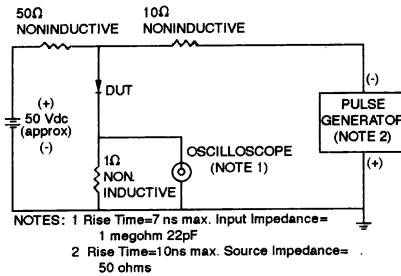 50Ω
NONINDUCTIVE
10Ω
NONINDUCTIVE
DUT
(+)
50 Vdc
(approx)
(-)
(-)
PULSE
GENERATOR
(NOTE 2)
(+)
OSCILLOSCOPE
(NOTE 1)
1Ω
NON.
INDUCTIVE
NOTES: 1 Rise Time=7 ns max. Input Impedance=
1 megohm 22pF
2 Rise Time=10ns max. Source Impedance=
50 ohms